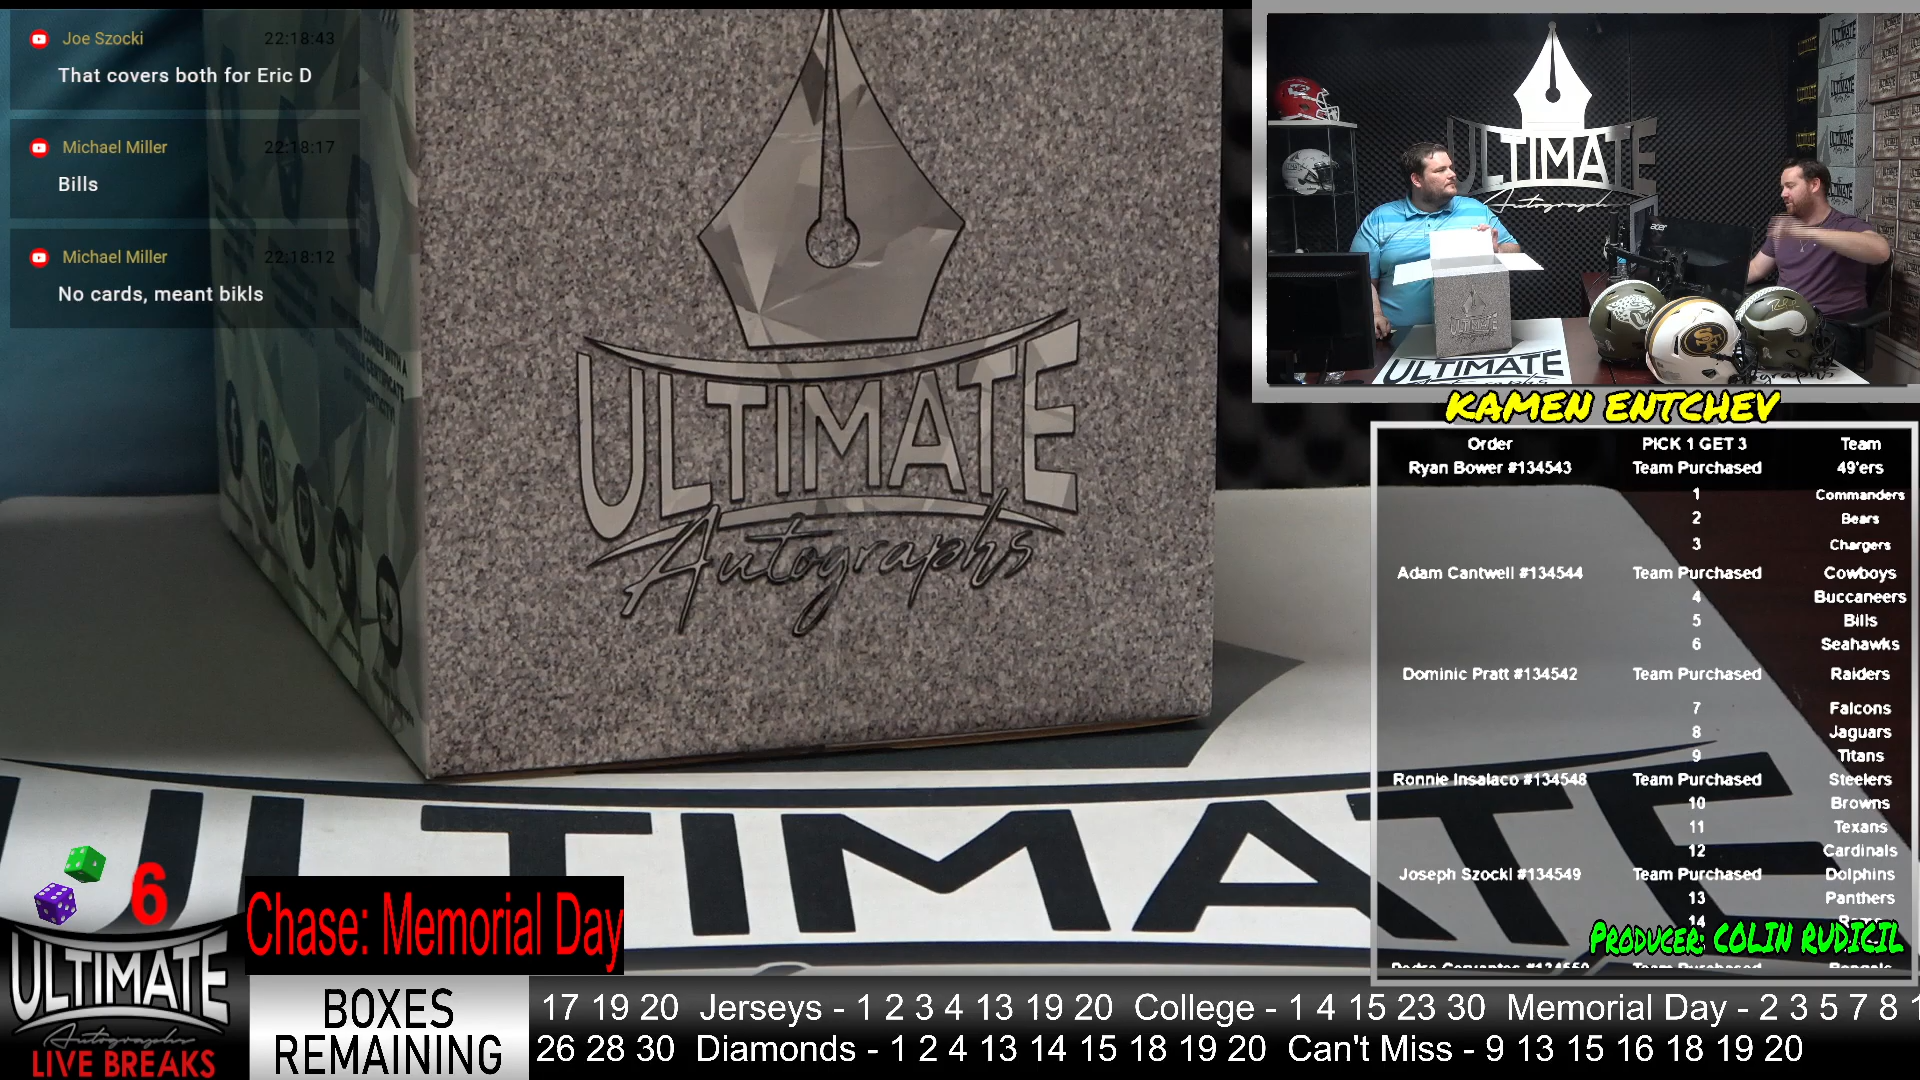 Joe Szocki 22:18:43
That covers both for Eric D
Michael Miller 22:18:17
Bills
Michael Miller 22:18:12
No cards, meant bikls
ULTIMATE
Autographs
ULTIMATE
ULTIMATE
Autographs
acer
ULTIMATE
ULTIMATE
SF
KAMEN ENTCHEV
Order PICK 1 GET 3 Team
Ryan Bower #134543 Team Purchased 49'ers
1 Commanders
2 Bears
3 Chargers
Adam Cantwell #134544 Team Purchased Cowboys
4 Buccaneers
5 Bills
6 Seahawks
Dominic Pratt #134542 Team Purchased Raiders
7 Falcons
8 Jaguars
9 Titans
Ronnie Insalaco #134548 Team Purchased Steelers
10 Browns
11 Texans
12 Cardinals
Joseph Szocki #134549 Team Purchased Dolphins
13 Panthers
14
Producer: COLIN RUDICIL
6
Chase: Memorial Day
ULTIMATE
Autographs
LIVE BREAKS
BOXES
REMAINING
17 19 20 Jerseys - 1 2 3 4 13 19 20 College - 1 4 15 23 30 Memorial Day - 2 3 5 7 8 1
26 28 30 Diamonds - 1 2 4 13 14 15 18 19 20 Can't Miss - 9 13 15 16 18 19 20